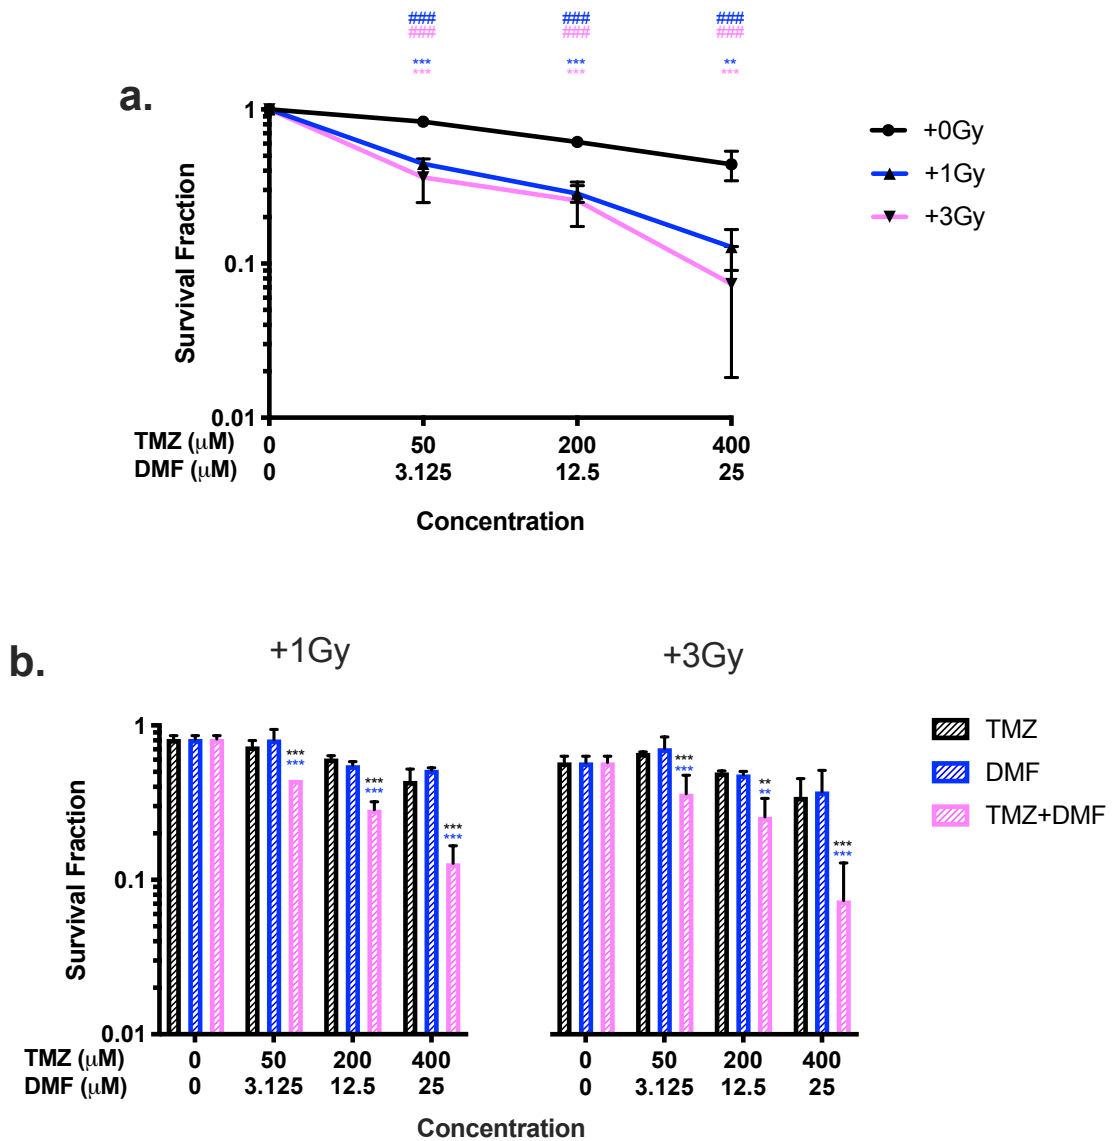 ### ### ###
### ### ###
*** *** **
*** *** ***
a.
1
0.1
0.01
Survival Fraction
+0Gy
+1Gy
+3Gy
TMZ (μM) 0 50 200 400
DMF (μM) 0 3.125 12.5 25
Concentration
b.
+1Gy
+3Gy
1
0.1
0.01
Survival Fraction
***
***
***
***
***
***
***
***
**
**
***
***
TMZ
DMF
TMZ+DMF
TMZ (μM) 0 50 200 400 0 50 200 400
DMF (μM) 0 3.125 12.5 25 0 3.125 12.5 25
Concentration